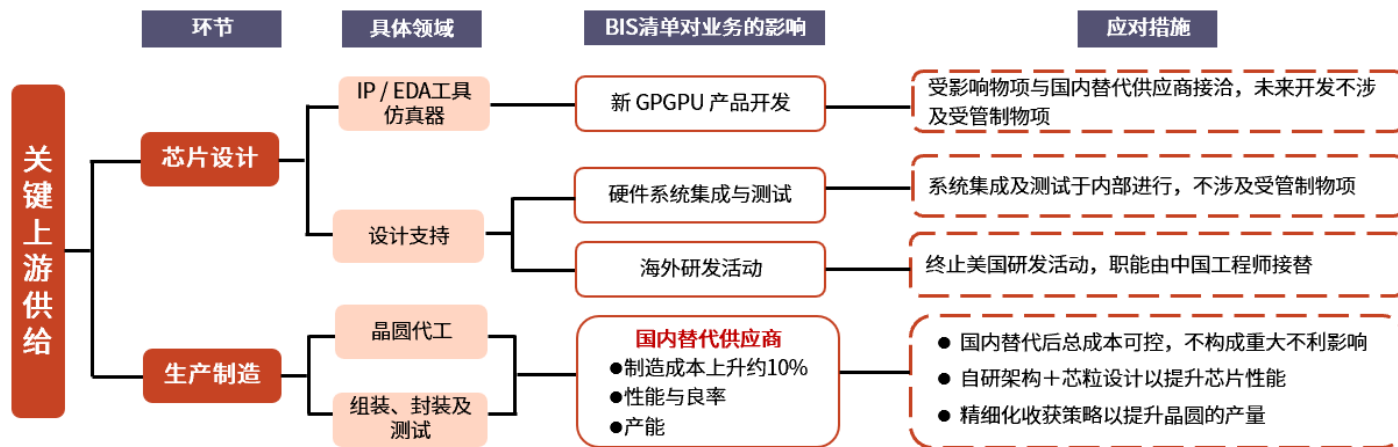 环节
具体领域
BIS清单对业务的影响
应对措施
关键上游供给
芯片设计
IP / EDA工具
仿真器
新 GPGPU 产品开发
受影响物项与国内替代供应商接洽，未来开发不涉
及受管制物项
设计支持
硬件系统集成与测试
系统集成及测试于内部进行，不涉及受管制物项
海外研发活动
终止美国研发活动，职能由中国工程师接替
生产制造
晶圆代工
组装、封装及
测试
国内替代供应商
●制造成本上升约10%
●性能与良率
●产能
● 国内替代后总成本可控，不构成重大不利影响
● 自研架构＋芯粒设计以提升芯片性能
● 精细化收获策略以提升晶圆的产量